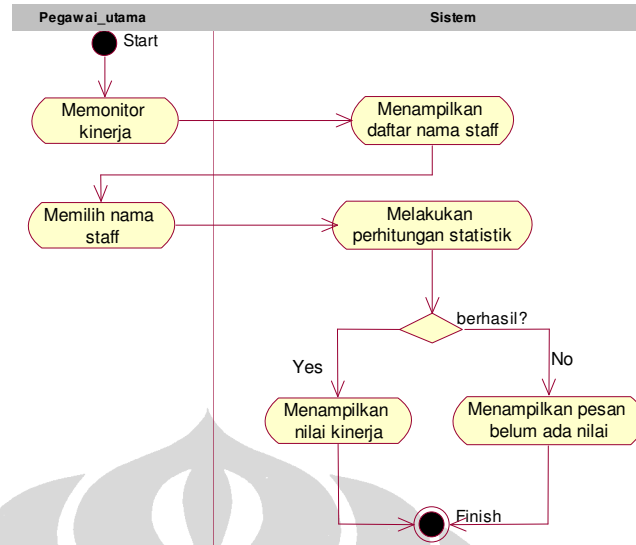 Pegawai_utama
Sistem
Start
Memonitor
kinerja
Menampilkan
daftar nama staff
Memilih nama
staff
Melakukan
perhitungan statistik
berhasil?
Yes
No
Menampilkan
nilai kinerja
Menampilkan pesan
belum ada nilai
Finish